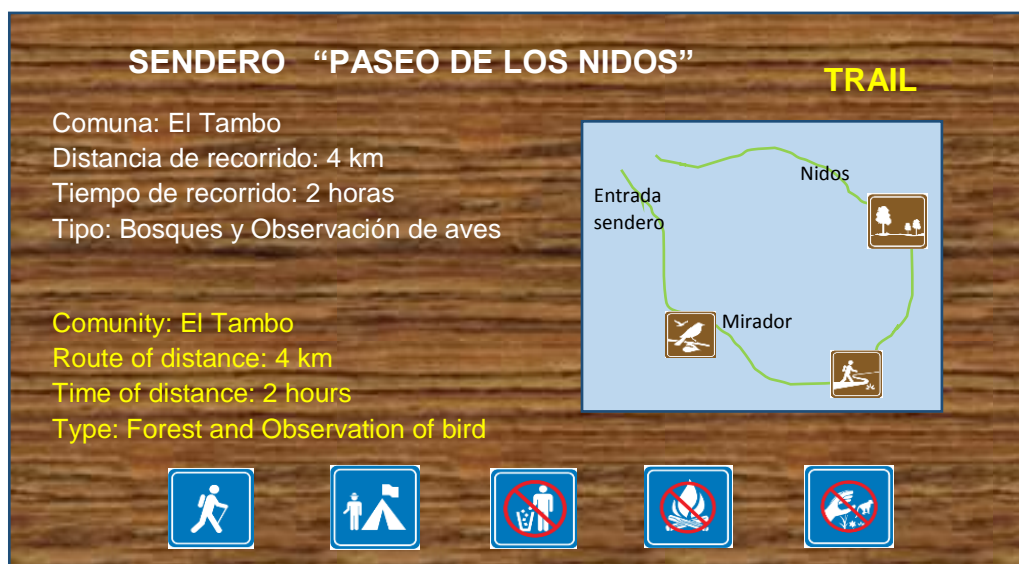 SENDERO “PASEO DE LOS NIDOS”
TRAIL
Comuna: El Tambo
Distancia de recorrido: 4 km
Tiempo de recorrido: 2 horas
Tipo: Bosques y Observación de aves
Comunity: El Tambo
Route of distance: 4 km
Time of distance: 2 hours
Type: Forest and Observation of bird
Nidos
Entrada
sendero
Mirador